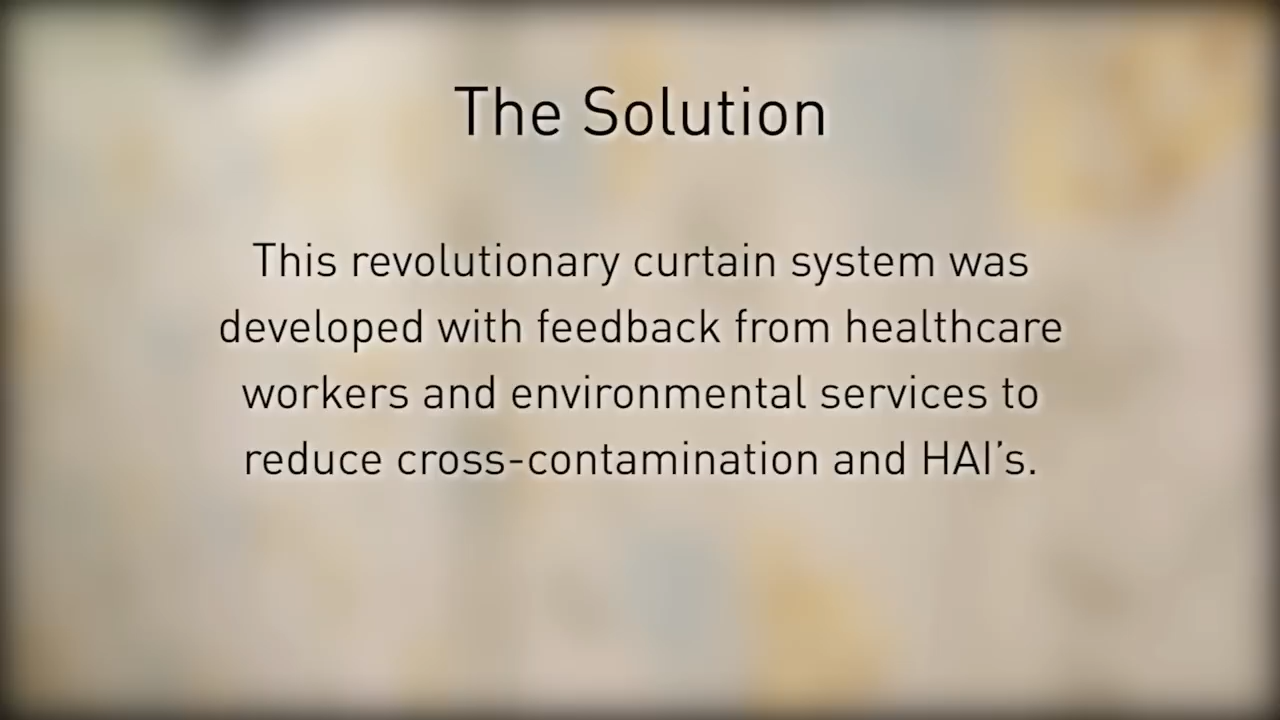 The Solution
This revolutionary curtain system was
developed with feedback from healthcare
workers and environmental services to
reduce cross-contamination and HAI’s.